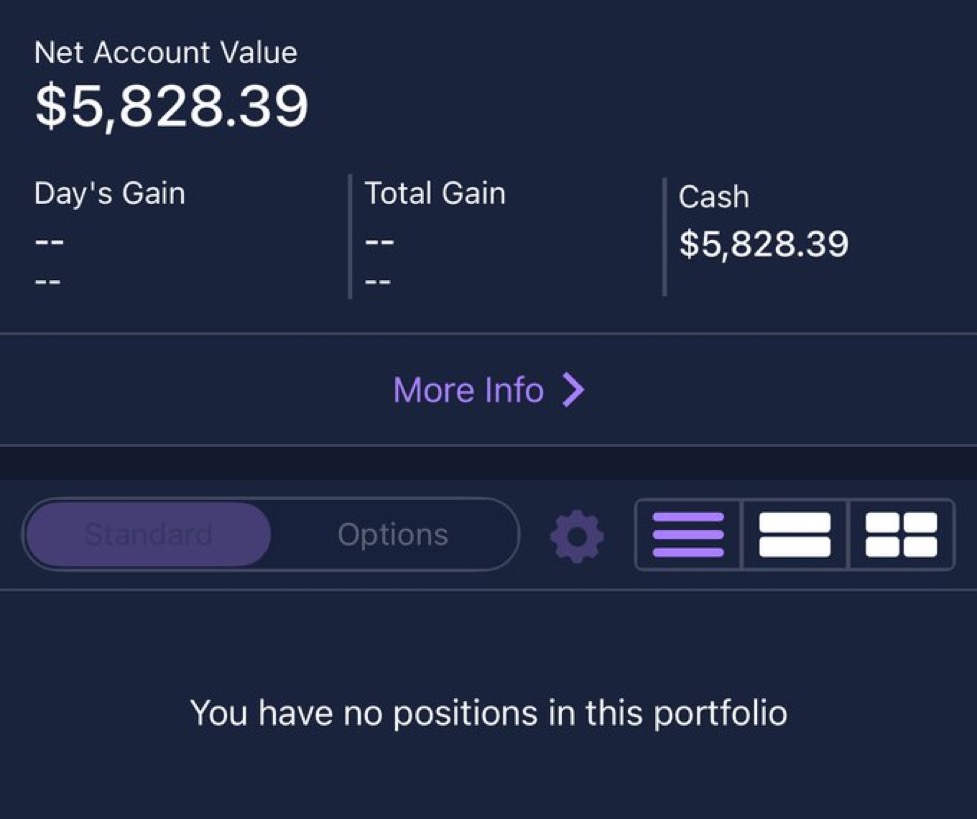 Net Account Value
$5,828.39
Day's Gain
--
--
Total Gain
--
--
Cash
$5,828.39
More Info
Standard
Options
You have no positions in this portfolio